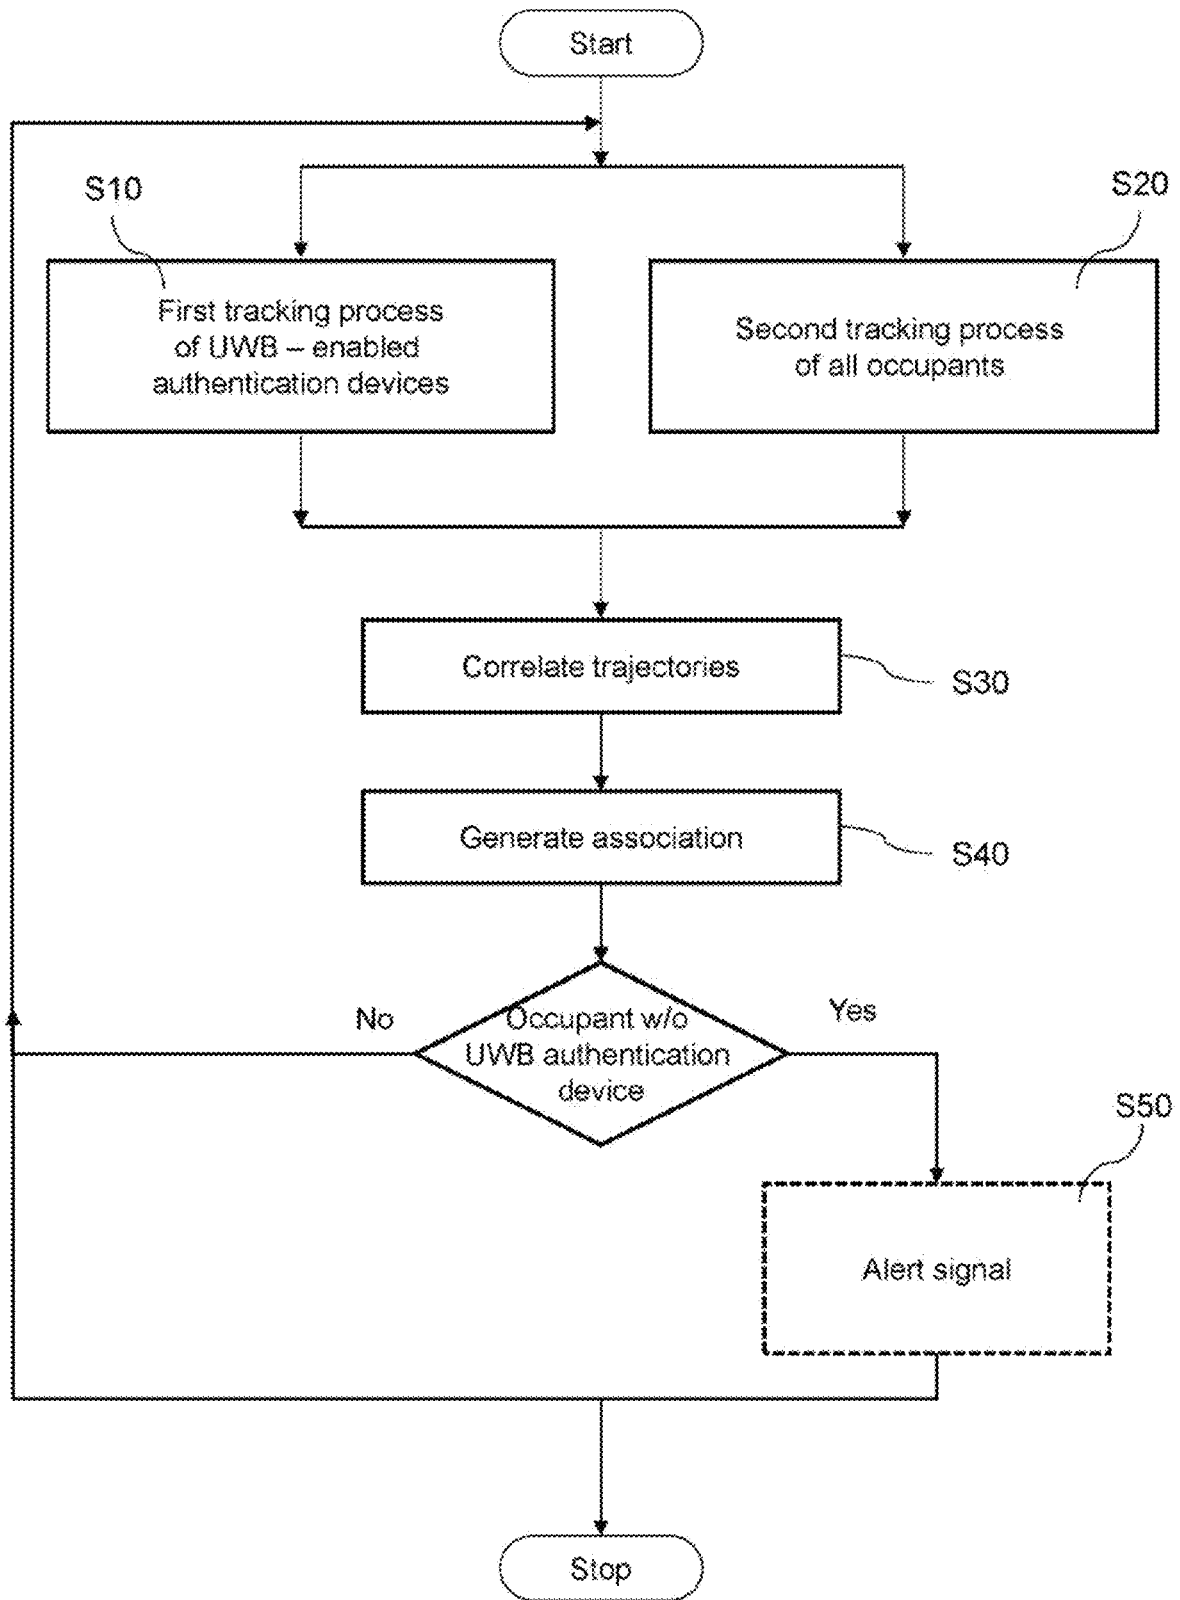 Start
S10
S20
First tracking process
of UWB – enabled
authentication devices
Second tracking process
of all occupants
Correlate trajectories
S30
Generate association
S40
No
Yes
Occupant w/o
UWB authentication
device
S50
Alert signal
Stop